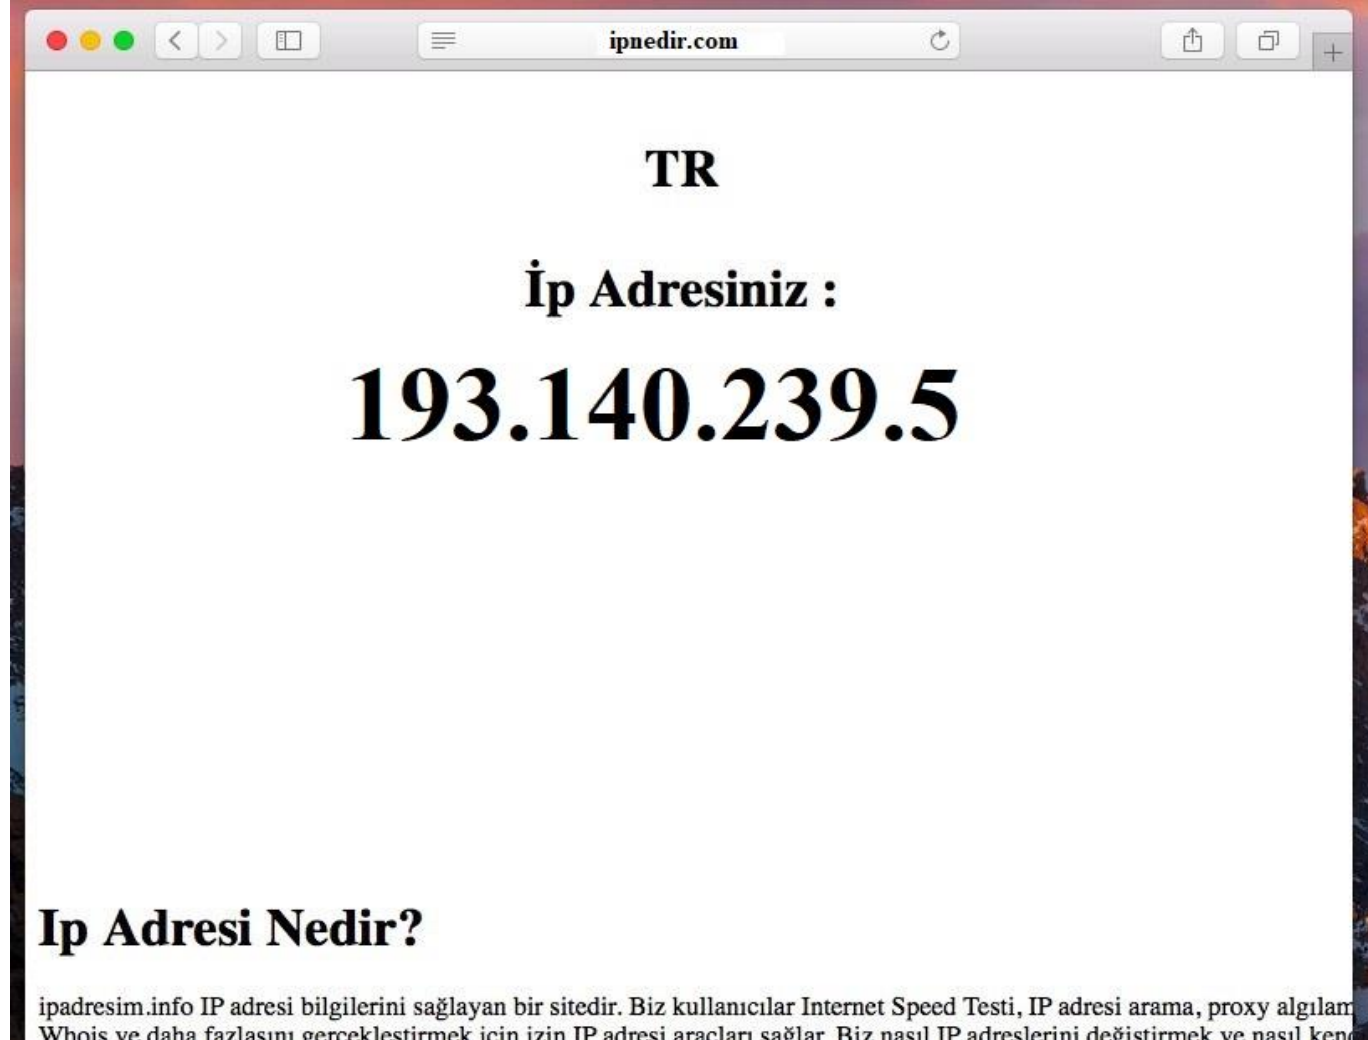 ipnedir.com
TR
İp Adresiniz :
193.140.239.5
Ip Adresi Nedir?
ipadresim.info IP adresi bilgilerini sağlayan bir sitedir. Biz kullanıcılar Internet Speed Testi, IP adresi arama, proxy algılam
Whois ve daha fazlasını gerçekleştirmek için izin IP adresi araçları sağlar. Biz nasıl IP adreslerini değiştirmek ve nasıl kend